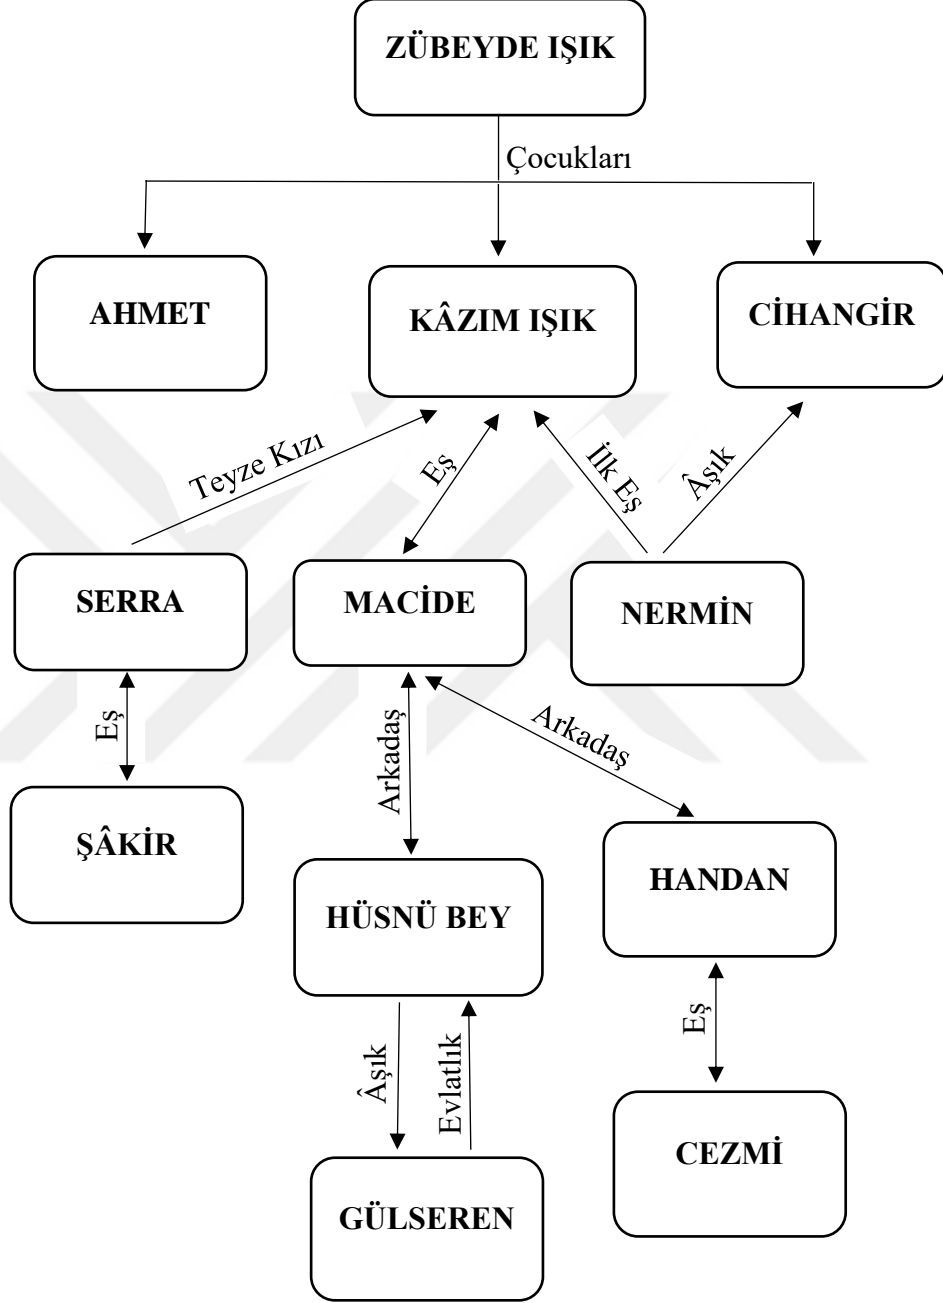 ZÜBEYDE IŞIK
Çocukları
AHMET
KÂZIM IŞIK
CİHANGİR
Teyze Kızı
Eş
İlk Eş
Âşık
SERRA
MACİDE
NERMİN
Eş
Arkadaş
Arkadaş
ŞÂKİR
HÜSNÜ BEY
HANDAN
Âşık
Evlatlık
Eş
GÜLSEREN
CEZMİ